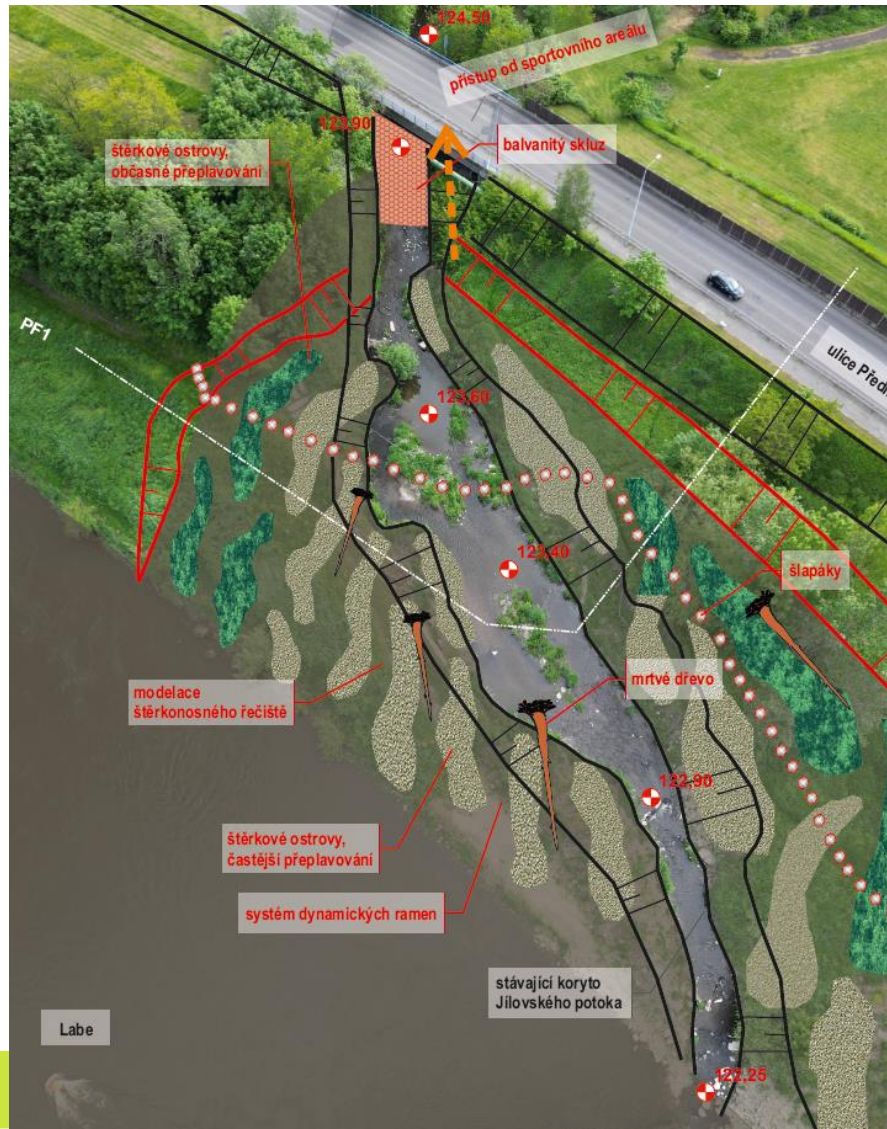 124,50
přístup od sportovního areálu
123,90
balvanitý skluz
štěrkové ostrovy,
občasné přeplavování
PF1
ulice Před
123,60
123,40
šlapáky
mrtvé dřevo
modelace
štěrkonosného řečiště
122,90
štěrkové ostrovy,
častější přeplavování
systém dynamických ramen
stávající koryto
Jílovského potoka
Labe
122,25